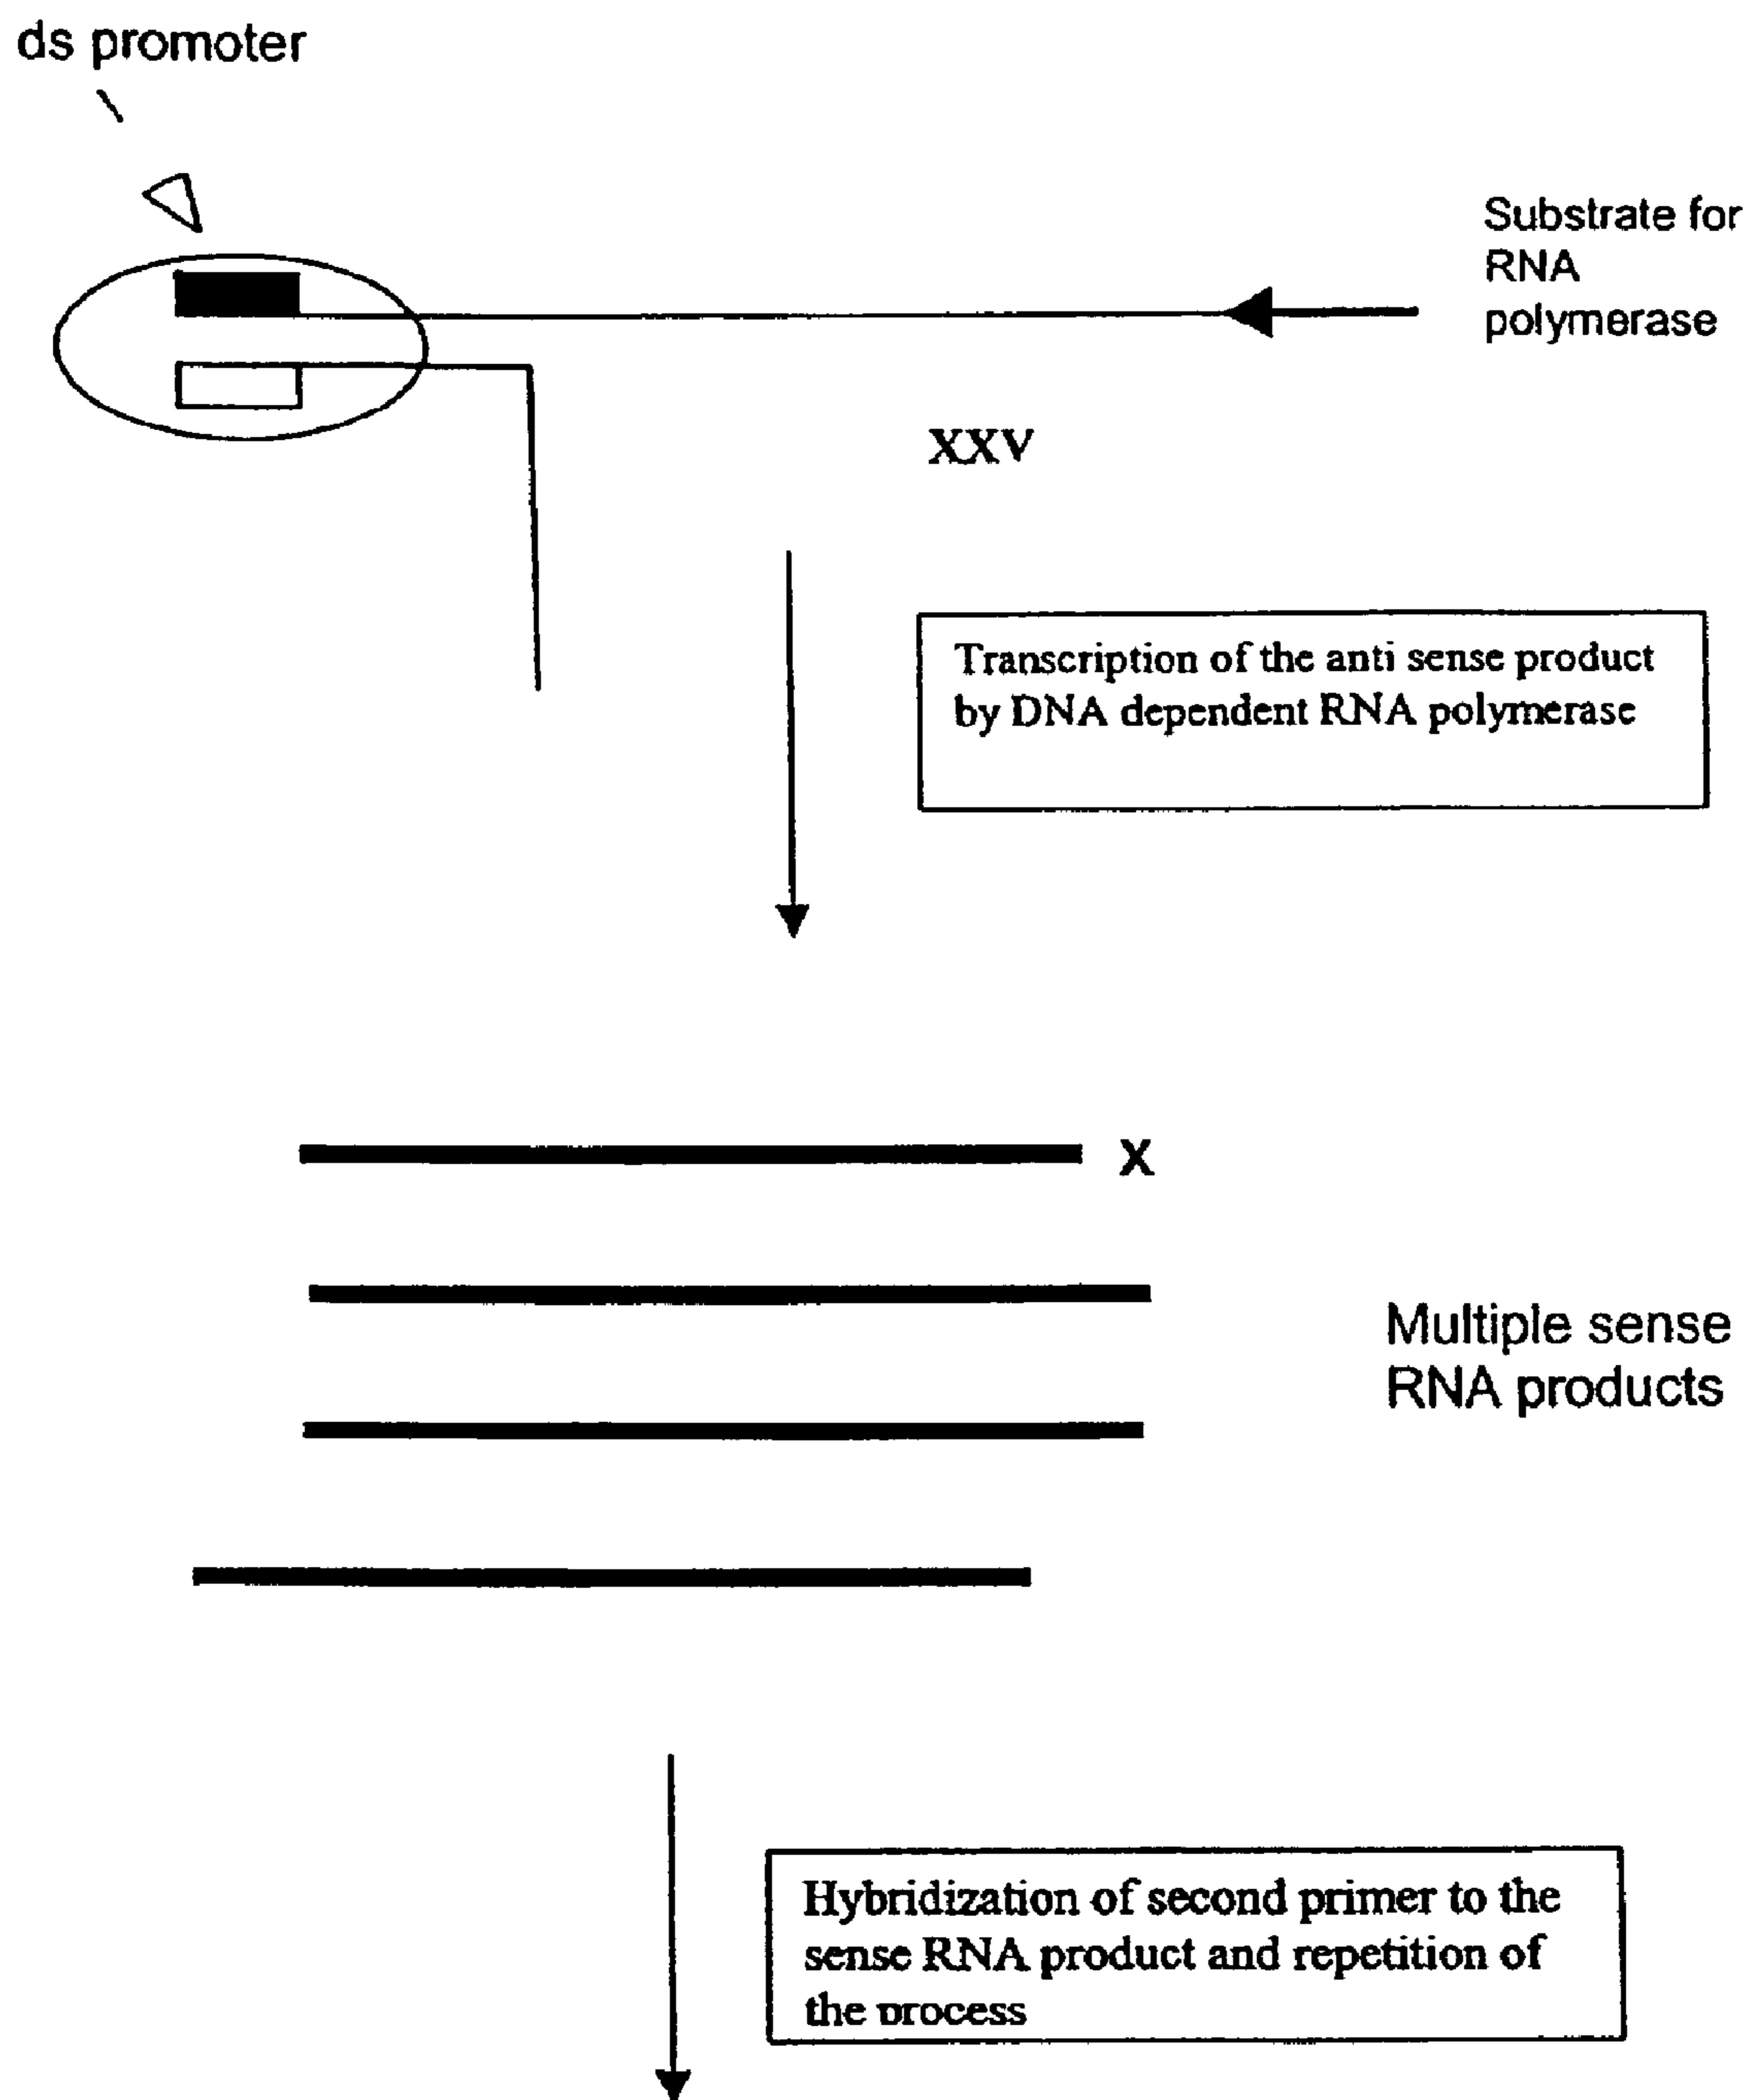 ds promoter
Substrate for
RNA
polymerase
XXV
Transcription of the anti sense product
by DNA dependent RNA polymerase
X
Multiple sense
RNA products
Hybridization of second primer to the
sense RNA product and repetition of
the process